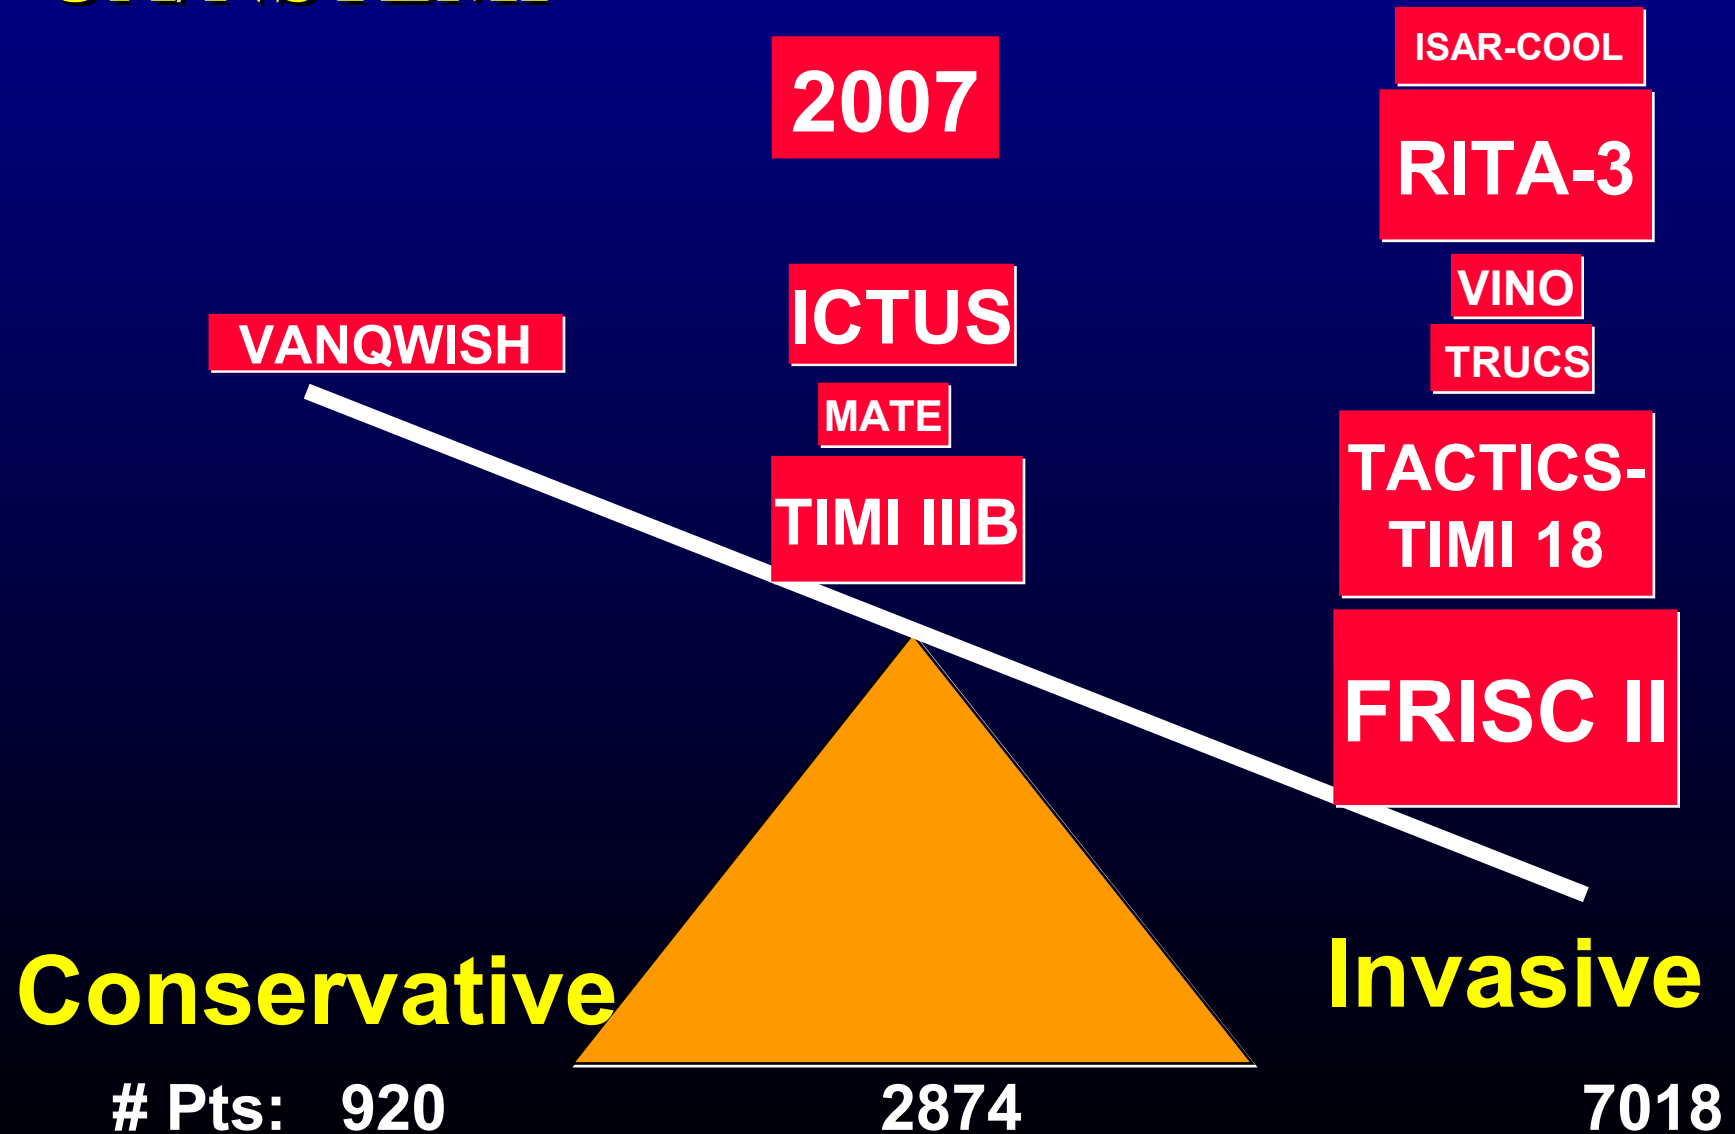 2007
ISAR-COOL
RITA-3
VINO
TRUCS
TACTICS-
TIMI 18
FRISC II
ICTUS
MATE
TIMI IIIB
VANQWISH
Conservative
Invasive
# Pts: 920 2874 7018